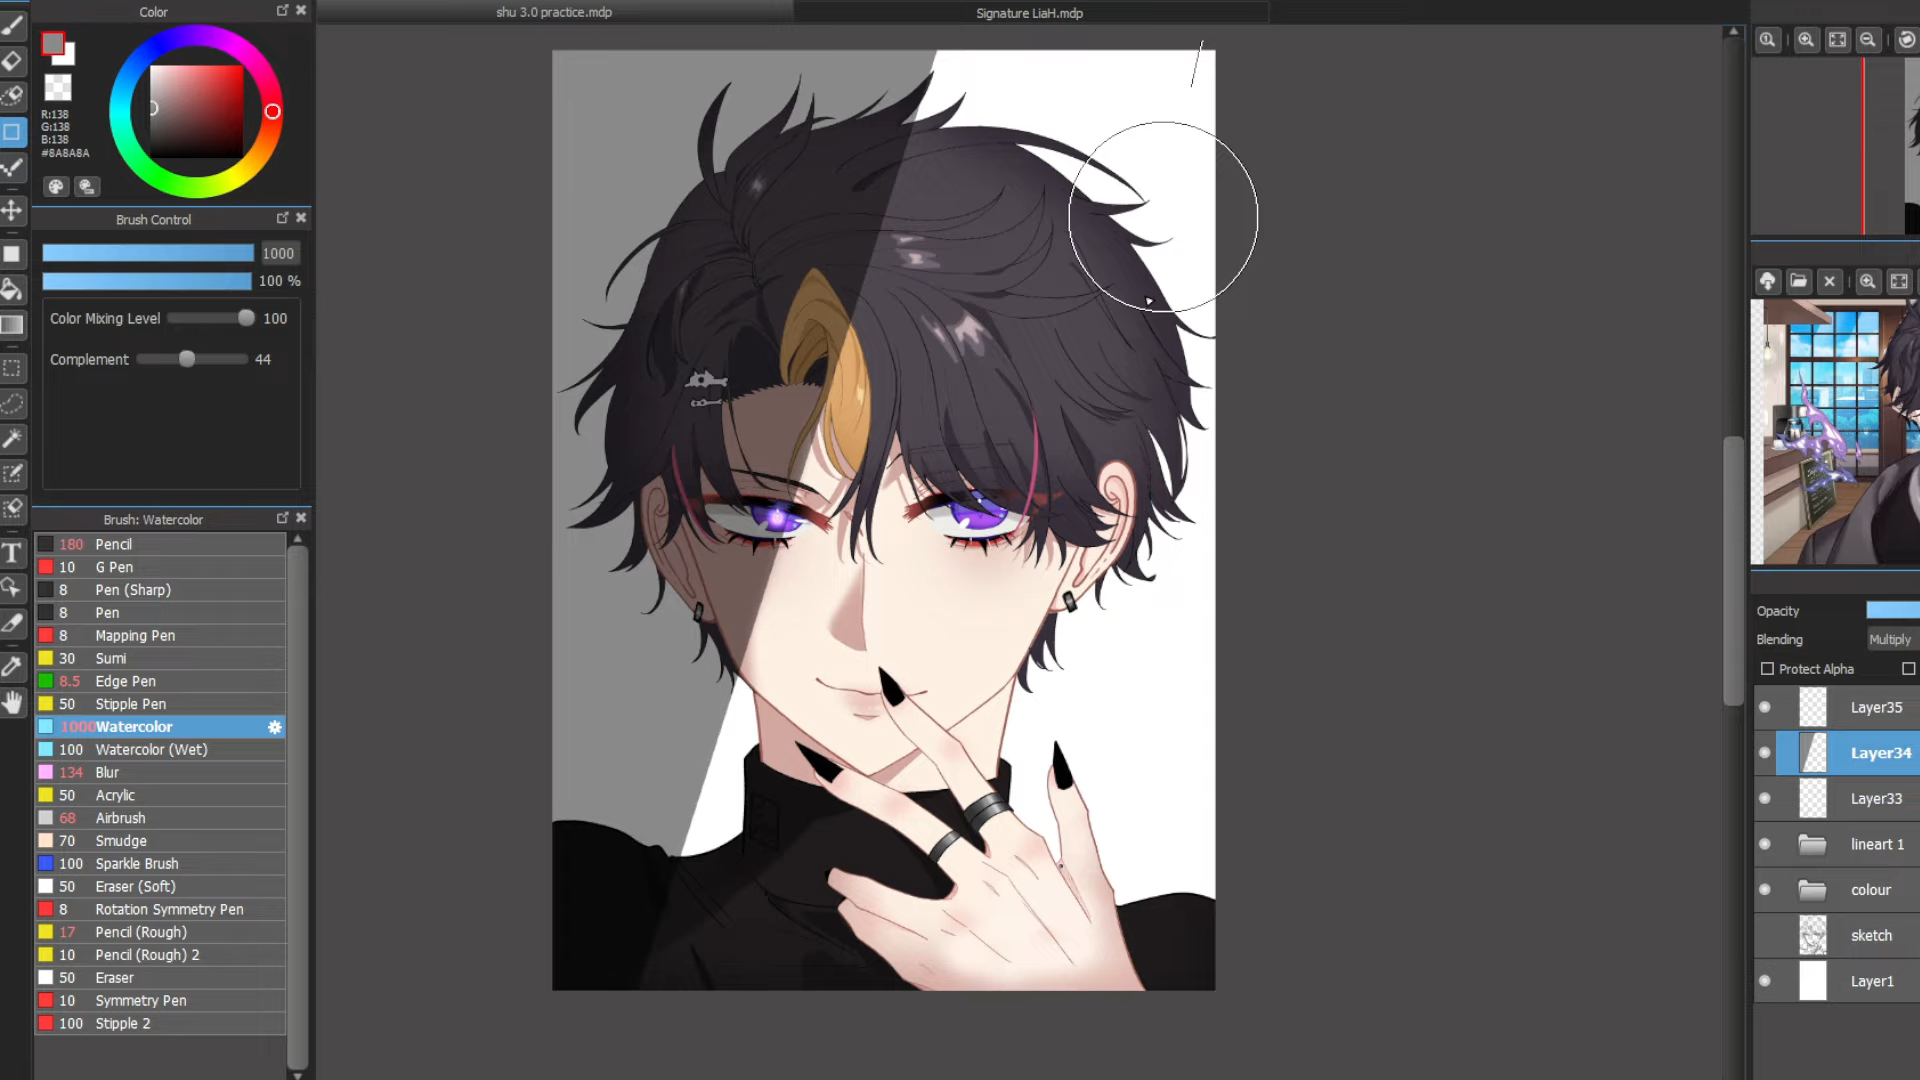 Color
shu 3.0 practice.mdp
Signature LiaH.mdp
R:138
G:138
B:138
#8A8A8A
Brush Control
1000
100 %
Color Mixing Level 100
Complement 44
Brush: Watercolor
180 Pencil
10 G Pen
8 Pen (Sharp)
8 Pen
8 Mapping Pen
30 Sumi
8.5 Edge Pen
50 Stipple Pen
1000 Watercolor
100 Watercolor (Wet)
134 Blur
50 Acrylic
68 Airbrush
70 Smudge
100 Sparkle Brush
50 Eraser (Soft)
8 Rotation Symmetry Pen
17 Pencil (Rough)
10 Pencil (Rough) 2
50 Eraser
10 Symmetry Pen
100 Stipple 2
Opacity
Blending Multiply
Protect Alpha
Layer35
Layer34
Layer33
lineart 1
colour
sketch
Layer1